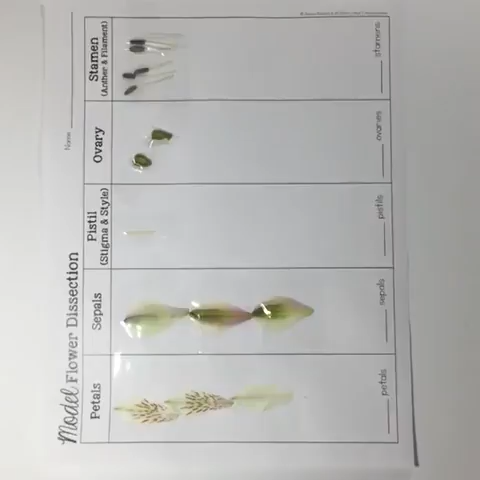 Name
Model Flower Dissection
Petals
petals
Sepals
sepals
Pistil
(Stigma & Style)
pistils
Ovary
ovaries
Stamen
(Anther & Filament)
stamens